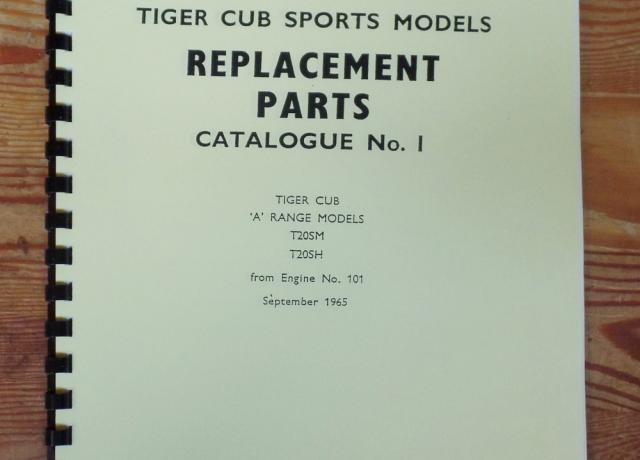 TIGER CUB SPORTS MODELS
REPLACEMENT
PARTS
CATALOGUE No. 1
TIGER CUB
'A' RANGE MODELS
T20SM
T20SH
from Engine No. 101
September 1965